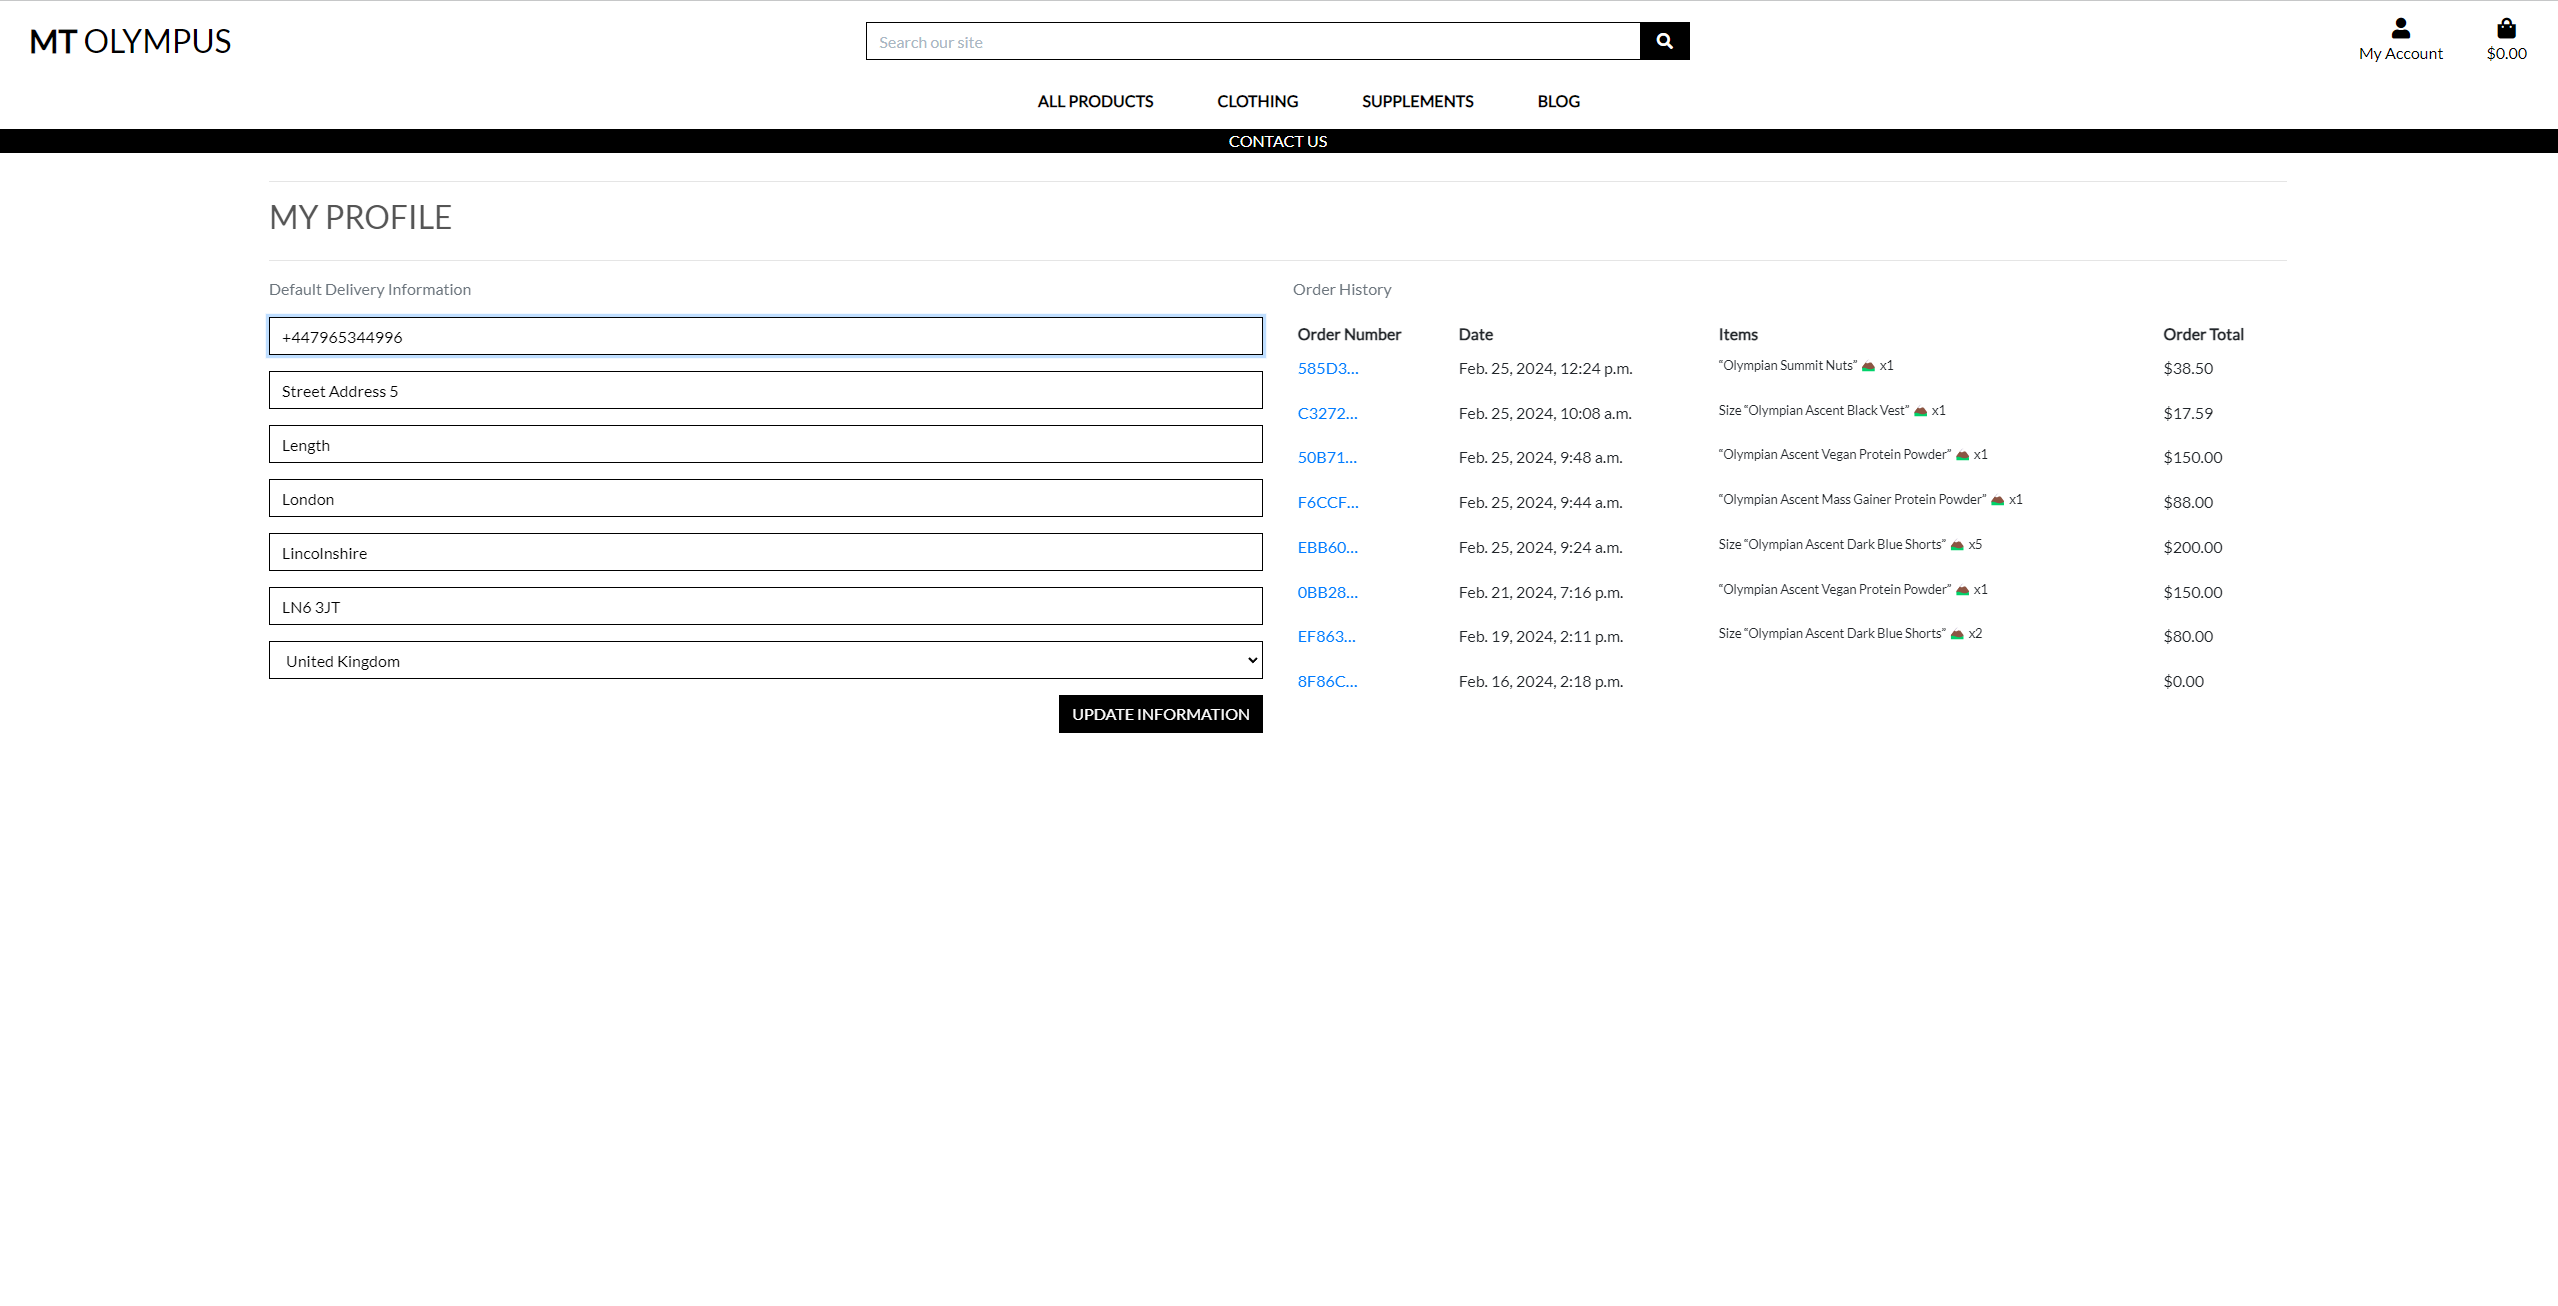 MT OLYMPUS
Search our site
My Account
$0.00
ALL PRODUCTS CLOTHING SUPPLEMENTS BLOG
CONTACT US
MY PROFILE
Default Delivery Information
+447965344996
Street Address 5
Length
London
Lincolnshire
LN6 3JT
United Kingdom
UPDATE INFORMATION
Order History
Order Number Date Items Order Total
585D3... Feb. 25, 2024, 12:24 p.m. “Olympian Summit Nuts” ⛰️ x1 $38.50
C3272... Feb. 25, 2024, 10:08 a.m. Size “Olympian Ascent Black Vest” ⛰️ x1 $17.59
50B71... Feb. 25, 2024, 9:48 a.m. “Olympian Ascent Vegan Protein Powder” ⛰️ x1 $150.00
F6CCF... Feb. 25, 2024, 9:44 a.m. “Olympian Ascent Mass Gainer Protein Powder” ⛰️ x1 $88.00
EBB60... Feb. 25, 2024, 9:24 a.m. Size “Olympian Ascent Dark Blue Shorts” ⛰️ x5 $200.00
0BB28... Feb. 21, 2024, 7:16 p.m. “Olympian Ascent Vegan Protein Powder” ⛰️ x1 $150.00
EF863... Feb. 19, 2024, 2:11 p.m. Size “Olympian Ascent Dark Blue Shorts” ⛰️ x2 $80.00
8F86C... Feb. 16, 2024, 2:18 p.m. $0.00